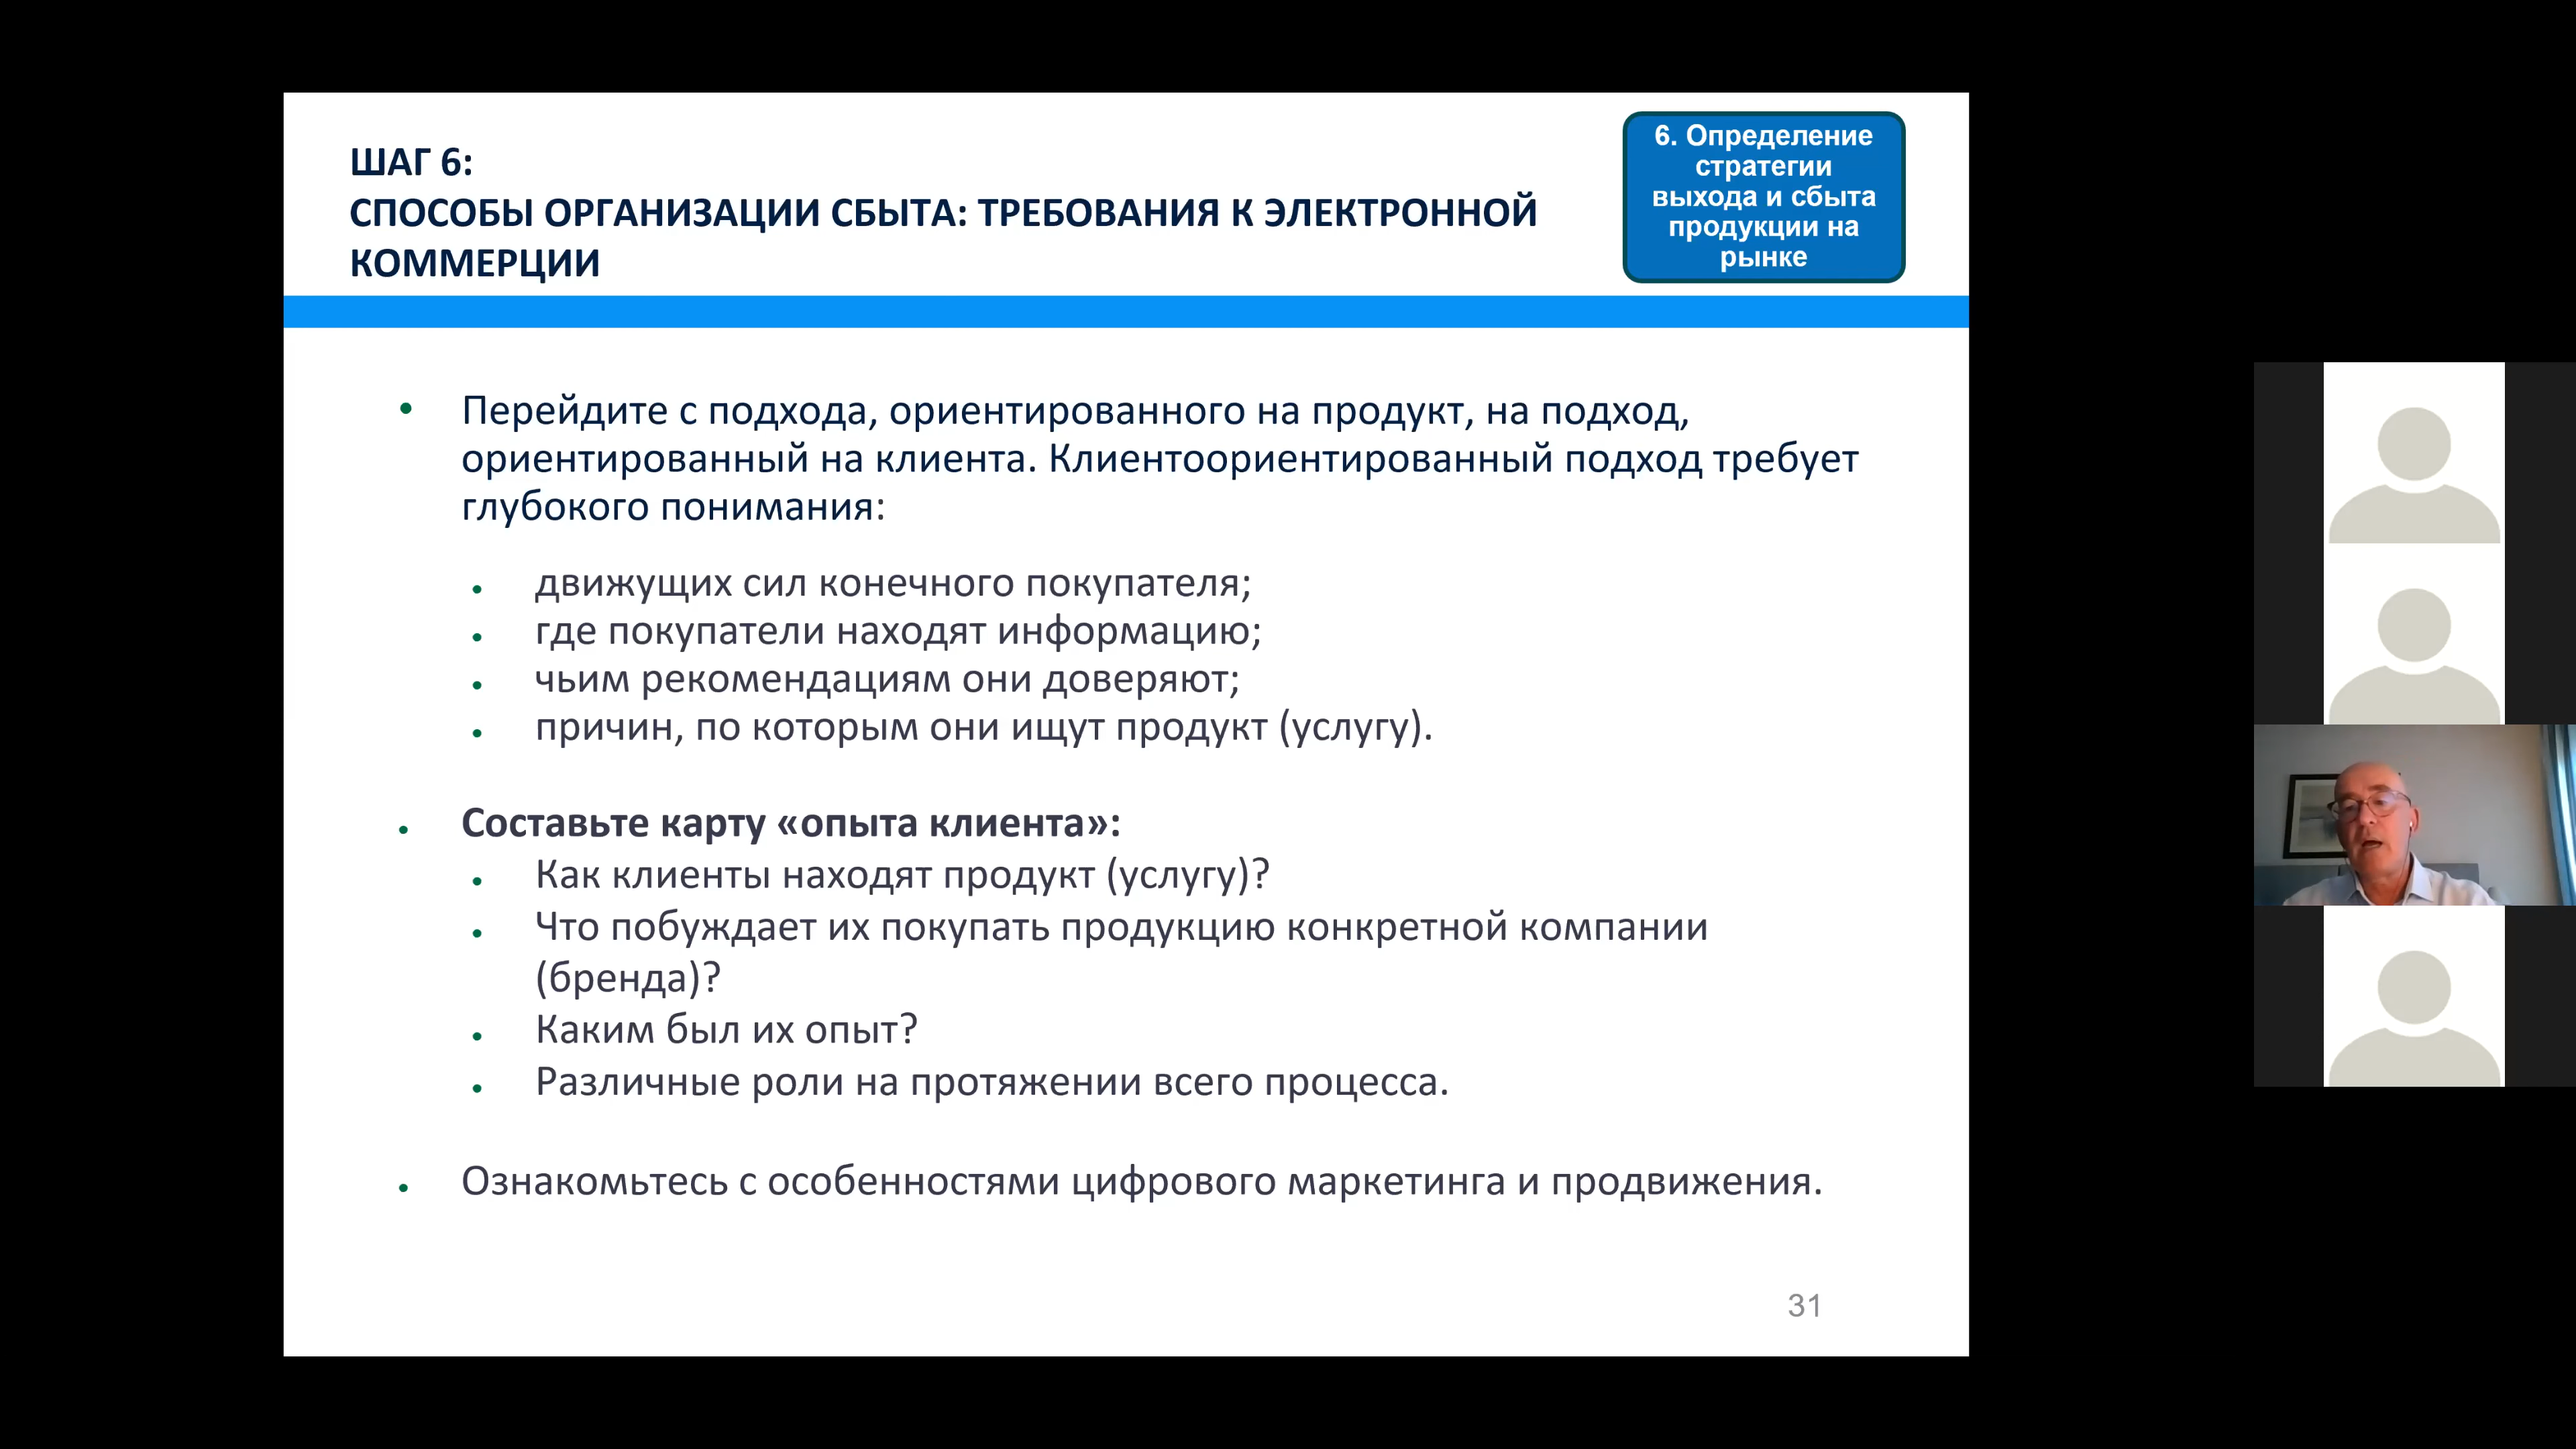 ШАГ 6:
СПОСОБЫ ОРГАНИЗАЦИИ СБЫТА: ТРЕБОВАНИЯ К ЭЛЕКТРОННОЙ
КОММЕРЦИИ
6. Определение
стратегии
выхода и сбыта
продукции на
рынке
• Перейдите с подхода, ориентированного на продукт, на подход,
ориентированный на клиента. Клиентоориентированный подход требует
глубокого понимания:
• движущих сил конечного покупателя;
• где покупатели находят информацию;
• чьим рекомендациям они доверяют;
• причин, по которым они ищут продукт (услугу).
• Составьте карту «опыта клиента»:
• Как клиенты находят продукт (услугу)?
• Что побуждает их покупать продукцию конкретной компании
(бренда)?
• Каким был их опыт?
• Различные роли на протяжении всего процесса.
• Ознакомьтесь с особенностями цифрового маркетинга и продвижения.
31